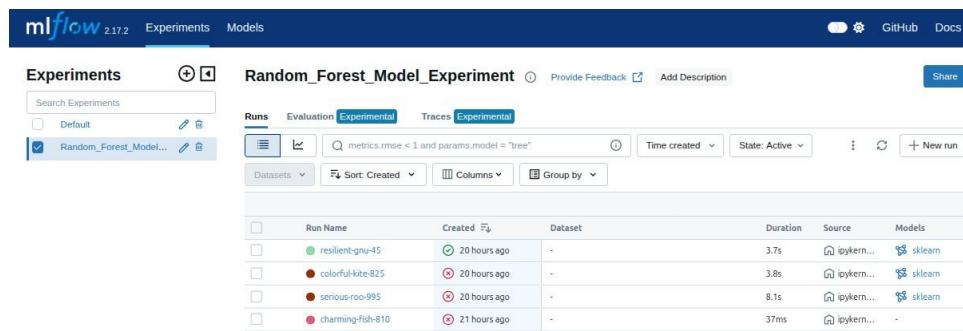 mlflow 2.17.2 Experiments Models GitHub Docs
Experiments
Search Experiments
Default
Random_Forest_Model...
Random_Forest_Model_Experiment Provide Feedback Add Description Share
Runs Evaluation Experimental Traces Experimental
metrics.rmse < 1 and params.model = "tree" Time created State: Active New run
Datasets Sort: Created Columns Group by
Run Name Created Dataset Duration Source Models
resilient-gnu-45 20 hours ago - 3.7s ipykern... sklearn
colorful-kite-825 20 hours ago - 3.8s ipykern... sklearn
serious-roo-995 20 hours ago - 8.1s ipykern... sklearn
charming-fish-810 21 hours ago - 37ms ipykern... -